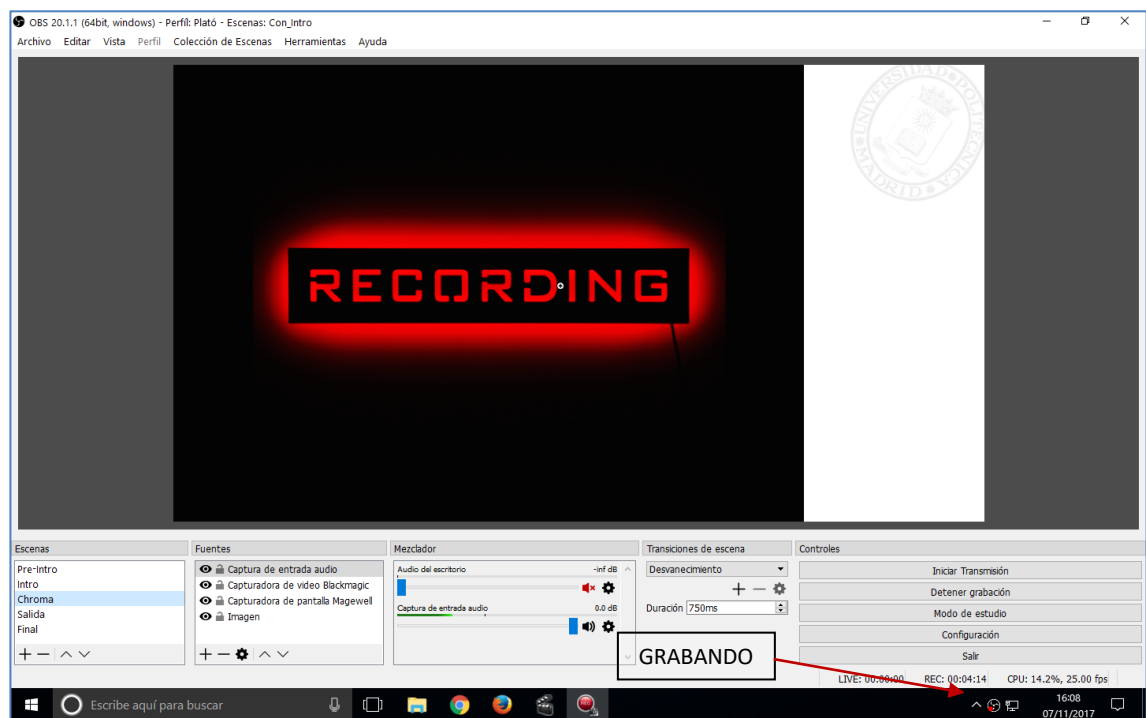 OBS 20.1.1 (64bit, windows) - Perfil: Plató - Escenas: Con_Intro
Archivo Editar Vista Perfil Colección de Escenas Herramientas Ayuda
UNIVERSIDAD POLITECNICA MADRID
RECORDING
Escenas
Pre-Intro
Intro
Chroma
Salida
Final
Fuentes
Captura de entrada audio
Capturadora de video Blackmagic
Capturadora de pantalla Magewell
Imagen
Mezclador
Audio del escritorio -inf dB
Captura de entrada audio 0.0 dB
Transiciones de escena
Desvanecimiento
Duración 750ms
Controles
Iniciar Transmisión
Detener grabación
Modo de estudio
Configuración
Salir
GRABANDO
LIVE: 00:00:00 REC: 00:04:14 CPU: 14.2%, 25.00 fps
Escribe aquí para buscar
16:08
07/11/2017